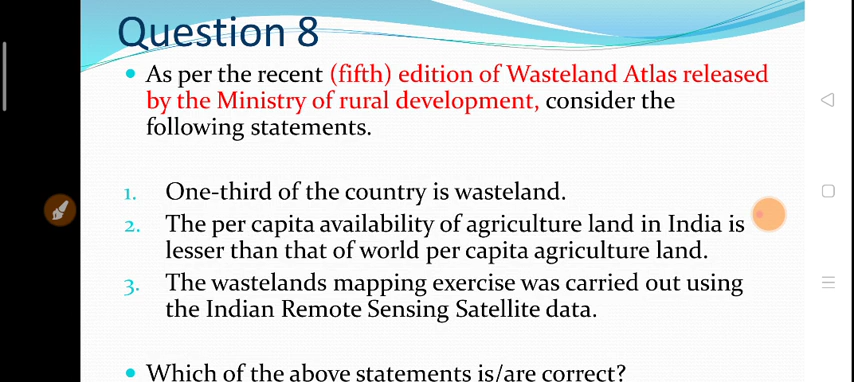 Question 8
• As per the recent (fifth) edition of Wasteland Atlas released
by the Ministry of rural development, consider the
following statements.
1. One-third of the country is wasteland.
2. The per capita availability of agriculture land in India is
lesser than that of world per capita agriculture land.
3. The wastelands mapping exercise was carried out using
the Indian Remote Sensing Satellite data.
• Which of the above statements is/are correct?